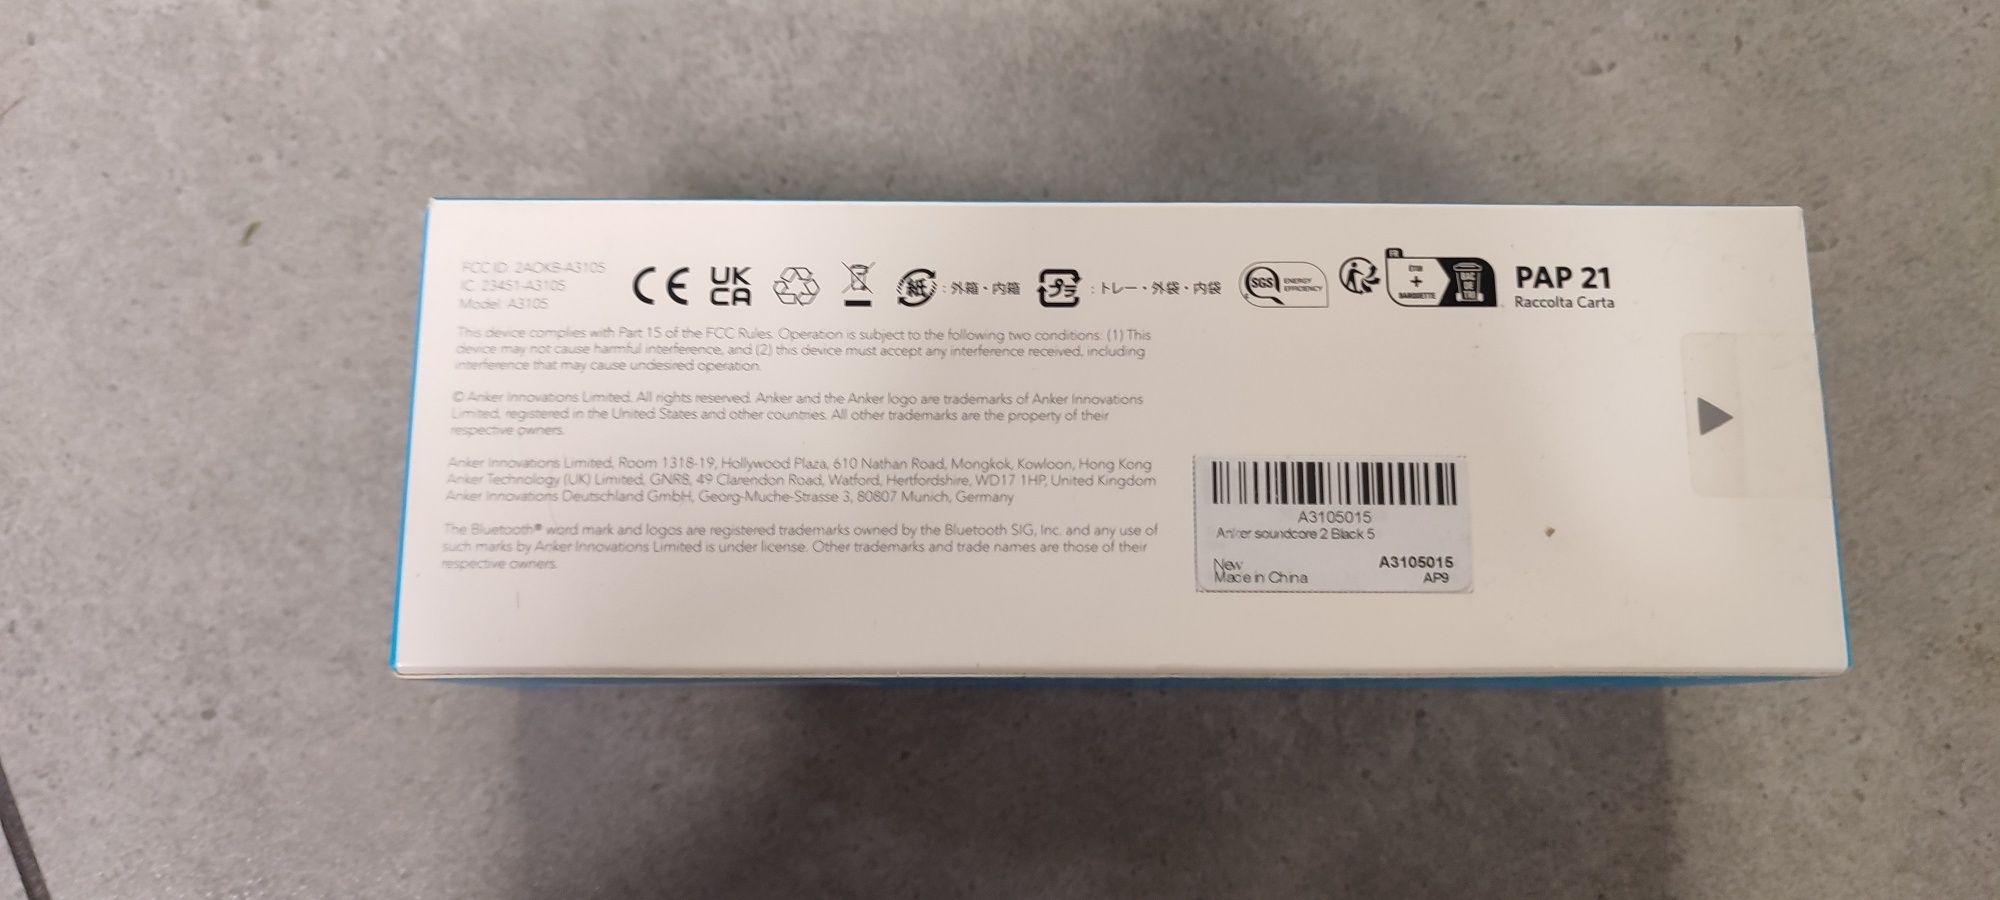 FCC ID: 2AOKB-A3105
IC: 23451-A3105
Model: A3105
CE
UK
CA
紙 : 外箱・内箱
プラ : トレー・外袋・内袋
SGS ENERGY
EFFICIENCY
FR
ÉTUI
+
BARQUETTE
BAC
DE
TRI
PAP 21
Raccolta Carta
This device complies with Part 15 of the FCC Rules. Operation is subject to the following two conditions: (1) This
device may not cause harmful interference, and (2) this device must accept any interference received, including
interference that may cause undesired operation.
© Anker Innovations Limited. All rights reserved. Anker and the Anker logo are trademarks of Anker Innovations
Limited, registered in the United States and other countries. All other trademarks are the property of their
respective owners.
Anker Innovations Limited, Room 1318-19, Hollywood Plaza, 610 Nathan Road, Mongkok, Kowloon, Hong Kong
Anker Technology (UK) Limited, GNR8, 49 Clarendon Road, Watford, Hertfordshire, WD17 1HP, United Kingdom
Anker Innovations Deutschland GmbH, Georg-Muche-Strasse 3, 80807 Munich, Germany
The Bluetooth® word mark and logos are registered trademarks owned by the Bluetooth SIG, Inc. and any use of
such marks by Anker Innovations Limited is under license. Other trademarks and trade names are those of their
respective owners.
A3105015
Anker soundcore 2 Black 5
New
Made in China
A3105015
AP9